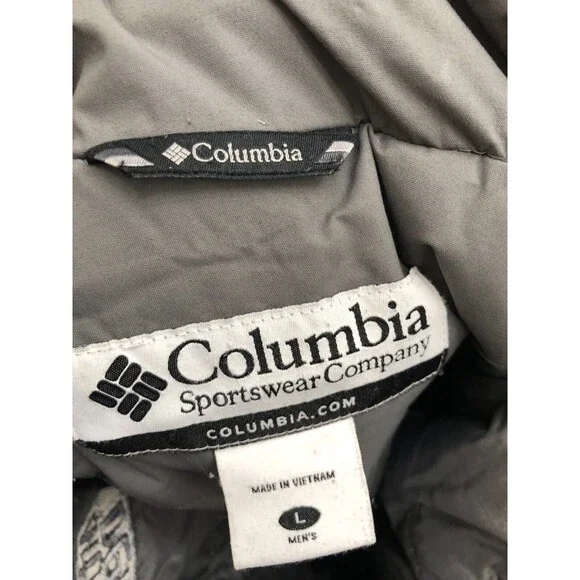 Columbia
Columbia
Sportswear Company
COLUMBIA.COM
MADE IN VIETNAM
L
MEN'S